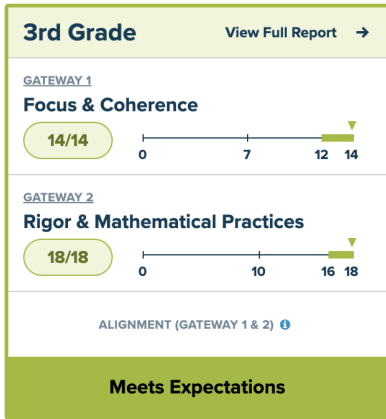 3rd Grade
View Full Report →
GATEWAY 1
Focus & Coherence
14/14
0 7 12 14
GATEWAY 2
Rigor & Mathematical Practices
18/18
0 10 16 18
ALIGNMENT (GATEWAY 1 & 2)
Meets Expectations